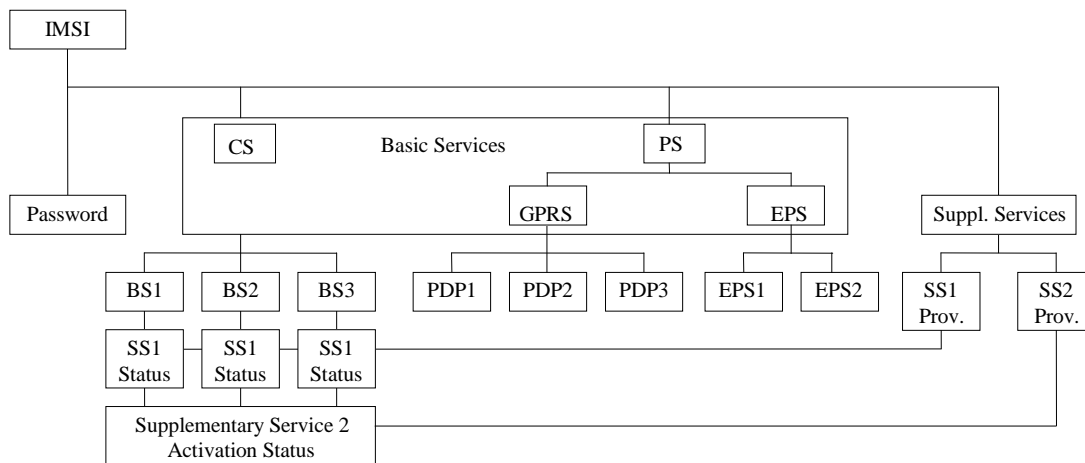 IMSI
CS
Basic Services
PS
Password
GPRS
EPS
Suppl. Services
BS1
BS2
BS3
PDP1
PDP2
PDP3
EPS1
EPS2
SS1
Prov.
SS2
Prov.
SS1
Status
SS1
Status
SS1
Status
Supplementary Service 2
Activation Status